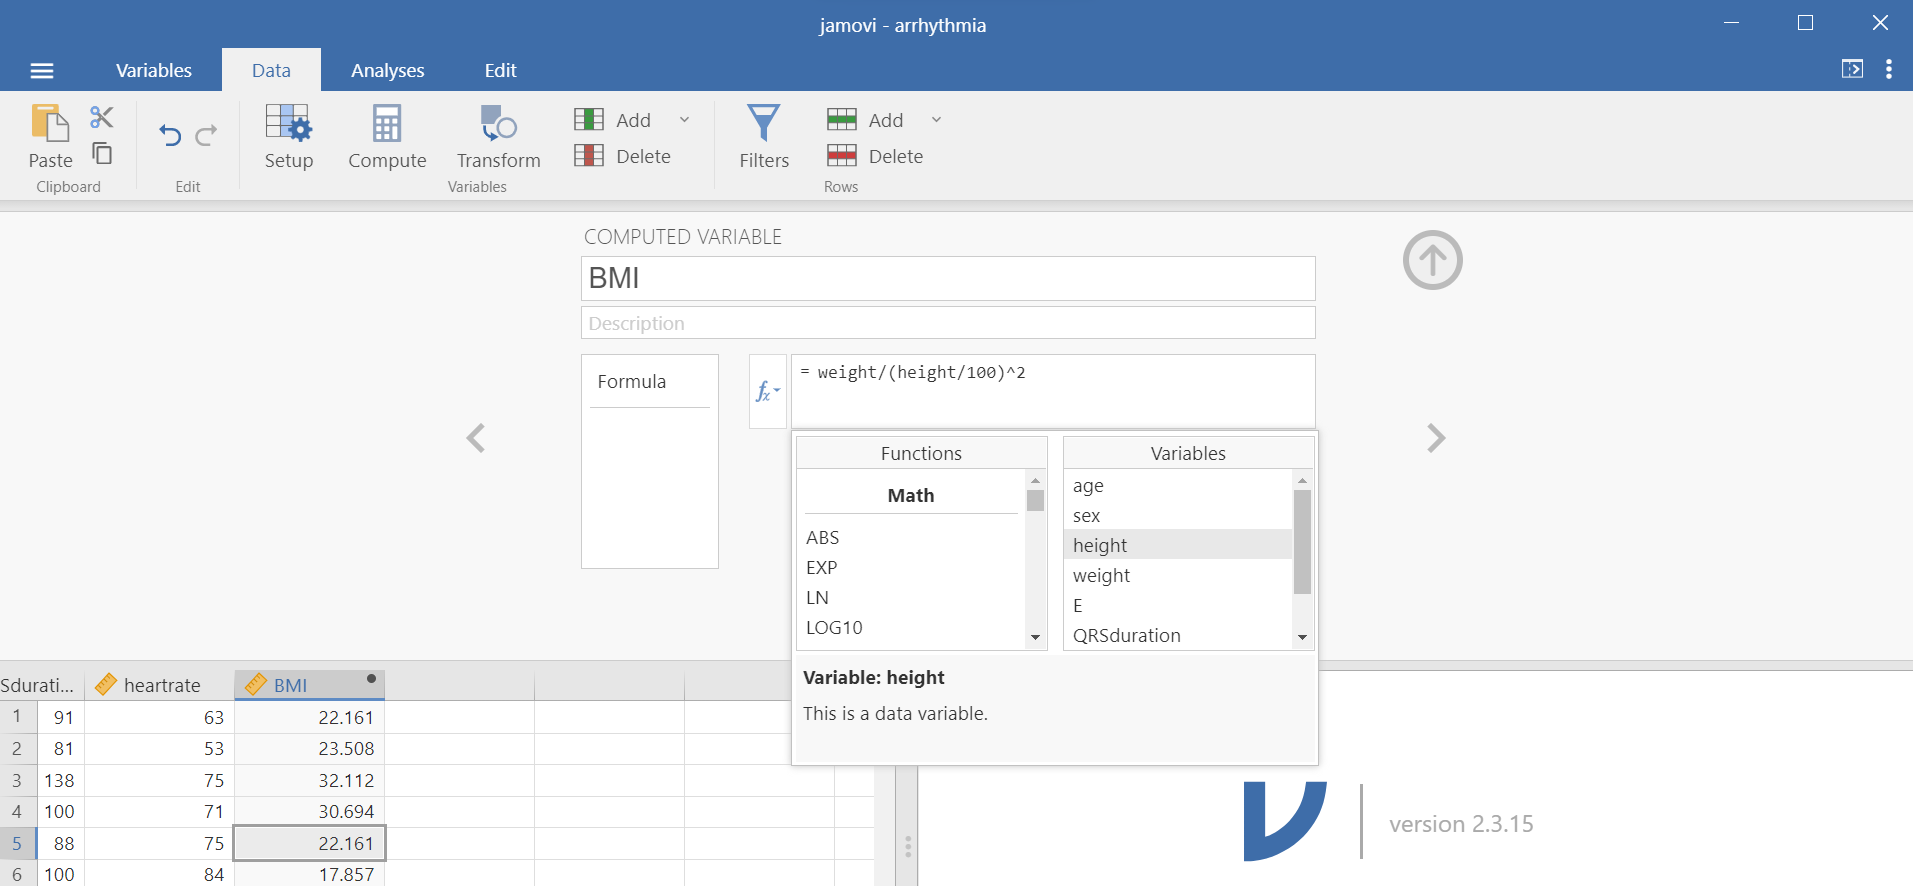 jamovi - arrhythmia
Variables Data Analyses Edit
Paste
Clipboard
Edit
Setup Compute Transform
Add
Delete
Variables
Filters
Add
Delete
Rows
COMPUTED VARIABLE
BMI
Description
Formula
fx
= weight/(height/100)^2
Functions
Math
ABS
EXP
LN
LOG10
Variables
age
sex
height
weight
E
QRSduration
Variable: height
This is a data variable.
Sdurati... heartrate BMI
1 91 63 22.161
2 81 53 23.508
3 138 75 32.112
4 100 71 30.694
5 88 75 22.161
6 100 84 17.857
version 2.3.15